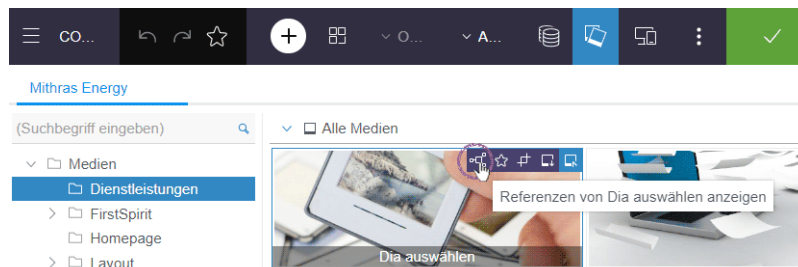 CO...
O...
A...
Mithras Energy
(Suchbegriff eingeben)
Alle Medien
Medien
Dienstleistungen
FirstSpirit
Homepage
Layout
Referenzen von Dia auswählen anzeigen
Dia auswählen